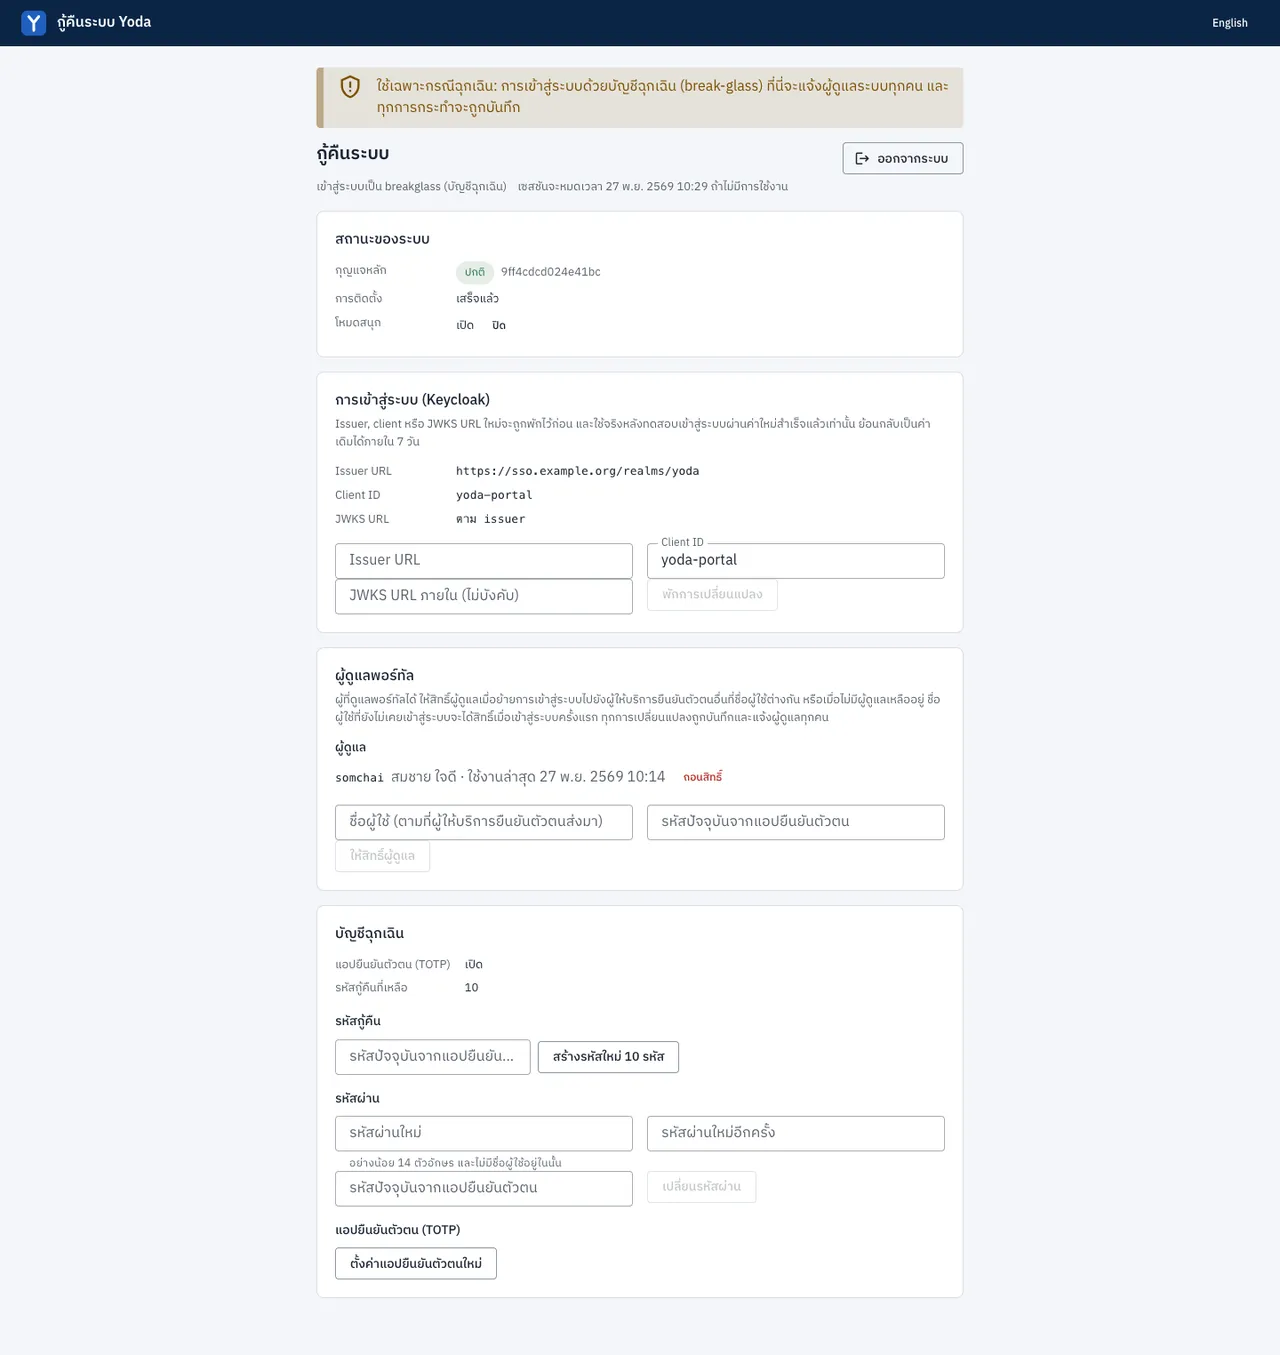 Y กู้คืนระบบ Yoda
English
ใช้เฉพาะกรณีฉุกเฉิน: การเข้าสู่ระบบด้วยบัญชีฉุกเฉิน (break-glass) ที่นี่จะแจ้งผู้ดูแลระบบทุกคน และ
ทุกการกระทำจะถูกบันทึก
กู้คืนระบบ
ออกจากระบบ
เข้าสู่ระบบเป็น breakglass (บัญชีฉุกเฉิน) เซสชันจะหมดเวลา 27 พ.ย. 2569 10:29 ถ้าไม่มีการใช้งาน
สถานะของระบบ
กุญแจหลัก ปกติ 9ff4cdcd024e41bc
การติดตั้ง เสร็จแล้ว
โหมดสนุก เปิด ปิด
การเข้าสู่ระบบ (Keycloak)
Issuer, client หรือ JWKS URL ใหม่จะถูกพักไว้ก่อน และใช้จริงหลังทดสอบเข้าสู่ระบบผ่านค่าใหม่สำเร็จแล้วเท่านั้น ย้อนกลับเป็นค่า
เดิมได้ภายใน 7 วัน
Issuer URL https://sso.example.org/realms/yoda
Client ID yoda-portal
JWKS URL ตาม issuer
Client ID
Issuer URL yoda-portal
JWKS URL ภายใน (ไม่บังคับ) พักการเปลี่ยนแปลง
ผู้ดูแลพอร์ทัล
ผู้ที่ดูแลพอร์ทัลได้ ให้สิทธิ์ผู้ดูแลเมื่อย้ายการเข้าสู่ระบบไปยังผู้ให้บริการยืนยันตัวตนอื่นที่ชื่อผู้ใช้ต่างกัน หรือเมื่อไม่มีผู้ดูแลเหลืออยู่ ชื่อ
ผู้ใช้ที่ยังไม่เคยเข้าสู่ระบบจะได้สิทธิ์เมื่อเข้าสู่ระบบครั้งแรก ทุกการเปลี่ยนแปลงถูกบันทึกและแจ้งผู้ดูแลทุกคน
ผู้ดูแล
somchai สมชาย ใจดี · ใช้งานล่าสุด 27 พ.ย. 2569 10:14 ถอนสิทธิ์
ชื่อผู้ใช้ (ตามที่ผู้ให้บริการยืนยันตัวตนส่งมา) รหัสปัจจุบันจากแอปยืนยันตัวตน
ให้สิทธิ์ผู้ดูแล
บัญชีฉุกเฉิน
แอปยืนยันตัวตน (TOTP) เปิด
รหัสกู้คืนที่เหลือ 10
รหัสกู้คืน
รหัสปัจจุบันจากแอปยืนยัน... สร้างรหัสใหม่ 10 รหัส
รหัสผ่าน
รหัสผ่านใหม่ รหัสผ่านใหม่อีกครั้ง
อย่างน้อย 14 ตัวอักษร และไม่มีชื่อผู้ใช้อยู่ในนั้น
รหัสปัจจุบันจากแอปยืนยันตัวตน เปลี่ยนรหัสผ่าน
แอปยืนยันตัวตน (TOTP)
ตั้งค่าแอปยืนยันตัวตนใหม่